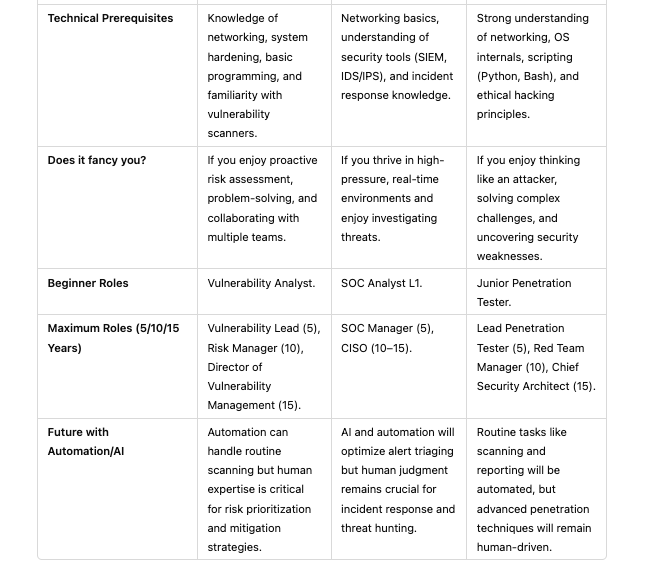 Technical Prerequisites
Knowledge of
networking, system
hardening, basic
programming, and
familiarity with
vulnerability
scanners.
Networking basics,
understanding of
security tools (SIEM,
IDS/IPS), and incident
response knowledge.
Strong understanding
of networking, OS
internals, scripting
(Python, Bash), and
ethical hacking
principles.
Does it fancy you?
If you enjoy proactive
risk assessment,
problem-solving, and
collaborating with
multiple teams.
If you thrive in high-
pressure, real-time
environments and
enjoy investigating
threats.
If you enjoy thinking
like an attacker,
solving complex
challenges, and
uncovering security
weaknesses.
Beginner Roles
Vulnerability Analyst.
SOC Analyst L1.
Junior Penetration
Tester.
Maximum Roles (5/10/15
Years)
Vulnerability Lead (5),
Risk Manager (10),
Director of
Vulnerability
Management (15).
SOC Manager (5),
CISO (10–15).
Lead Penetration
Tester (5), Red Team
Manager (10), Chief
Security Architect (15).
Future with
Automation/AI
Automation can
handle routine
scanning but human
expertise is critical
for risk prioritization
and mitigation
strategies.
AI and automation will
optimize alert triaging
but human judgment
remains crucial for
incident response and
threat hunting.
Routine tasks like
scanning and
reporting will be
automated, but
advanced penetration
techniques will remain
human-driven.